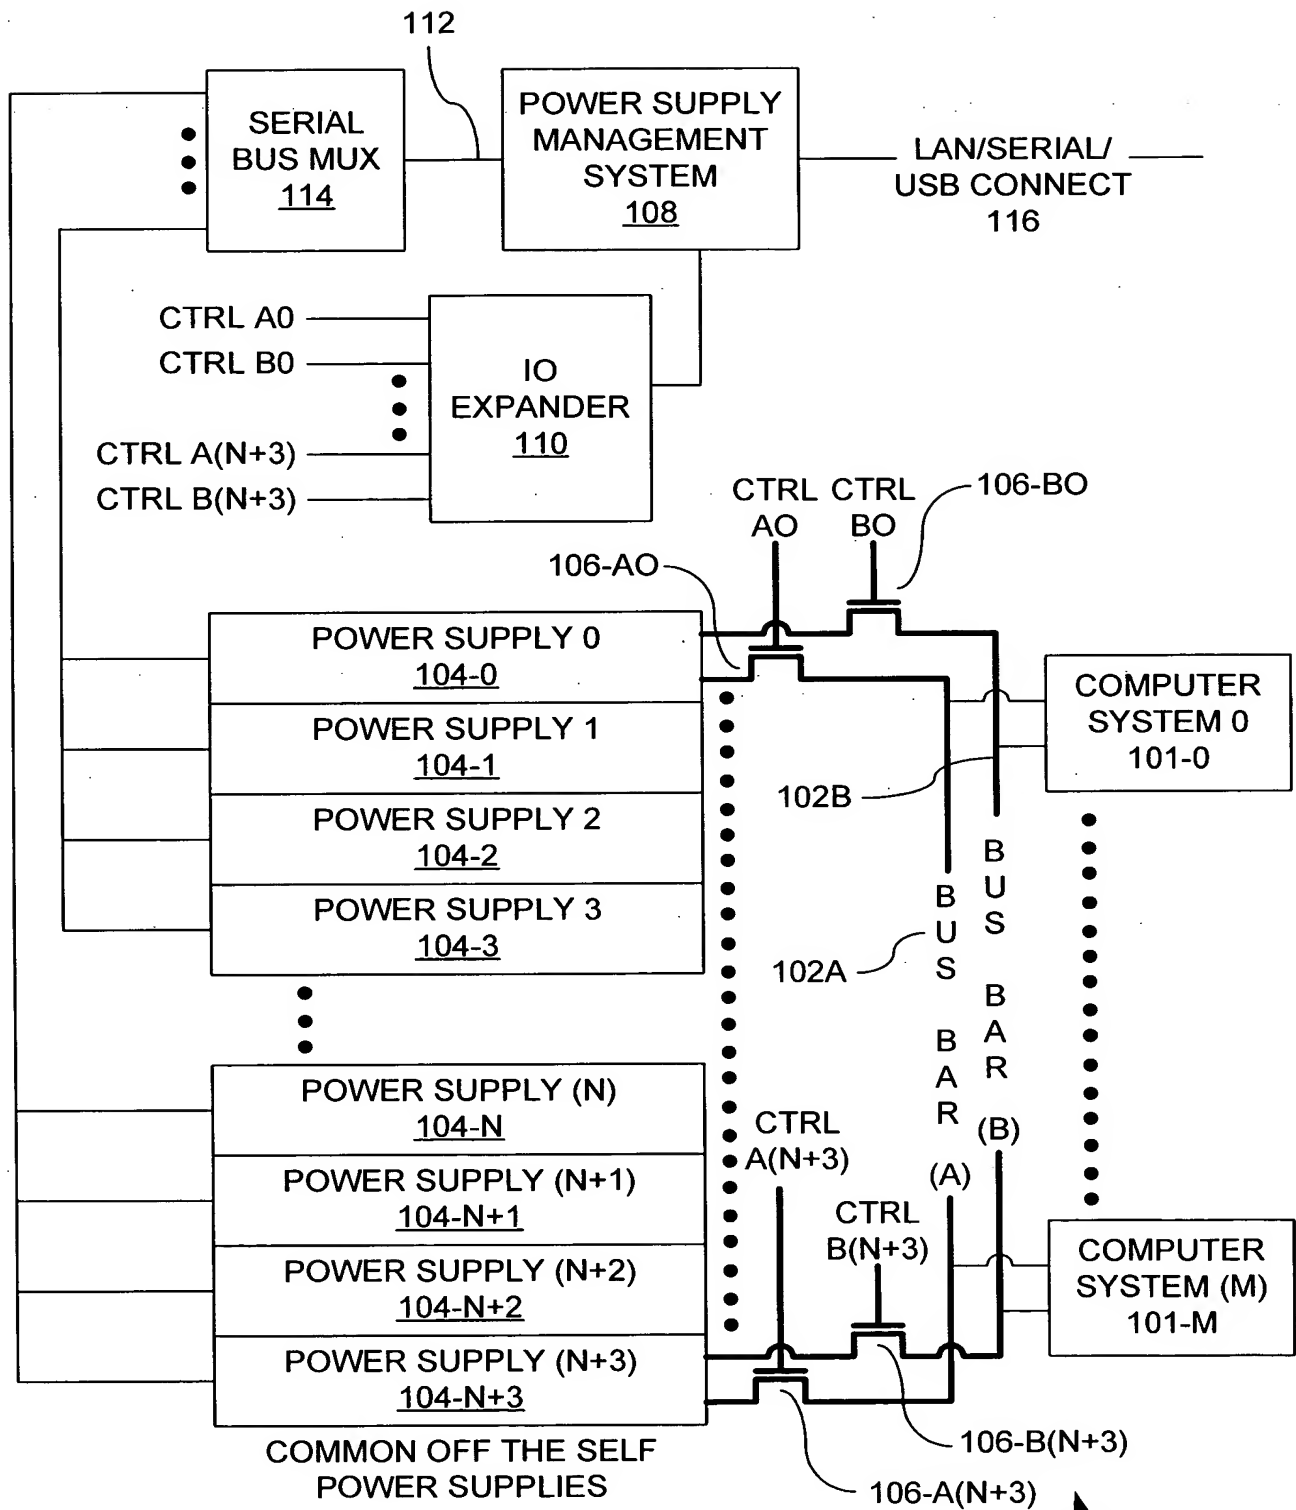 112
SERIAL
BUS MUX
114
POWER SUPPLY
MANAGEMENT
SYSTEM
108
LAN/SERIAL/
USB CONNECT
116
CTRL A0
CTRL B0
CTRL A(N+3)
CTRL B(N+3)
IO
EXPANDER
110
CTRL
AO
CTRL
BO
106-BO
106-AO
POWER SUPPLY 0
104-0
POWER SUPPLY 1
104-1
POWER SUPPLY 2
104-2
POWER SUPPLY 3
104-3
COMPUTER
SYSTEM 0
101-0
102B
102A
BUS BAR (A)
BUS BAR (B)
POWER SUPPLY (N)
104-N
POWER SUPPLY (N+1)
104-N+1
POWER SUPPLY (N+2)
104-N+2
POWER SUPPLY (N+3)
104-N+3
CTRL
A(N+3)
CTRL
B(N+3)
COMPUTER
SYSTEM (M)
101-M
106-B(N+3)
106-A(N+3)
COMMON OFF THE SELF
POWER SUPPLIES